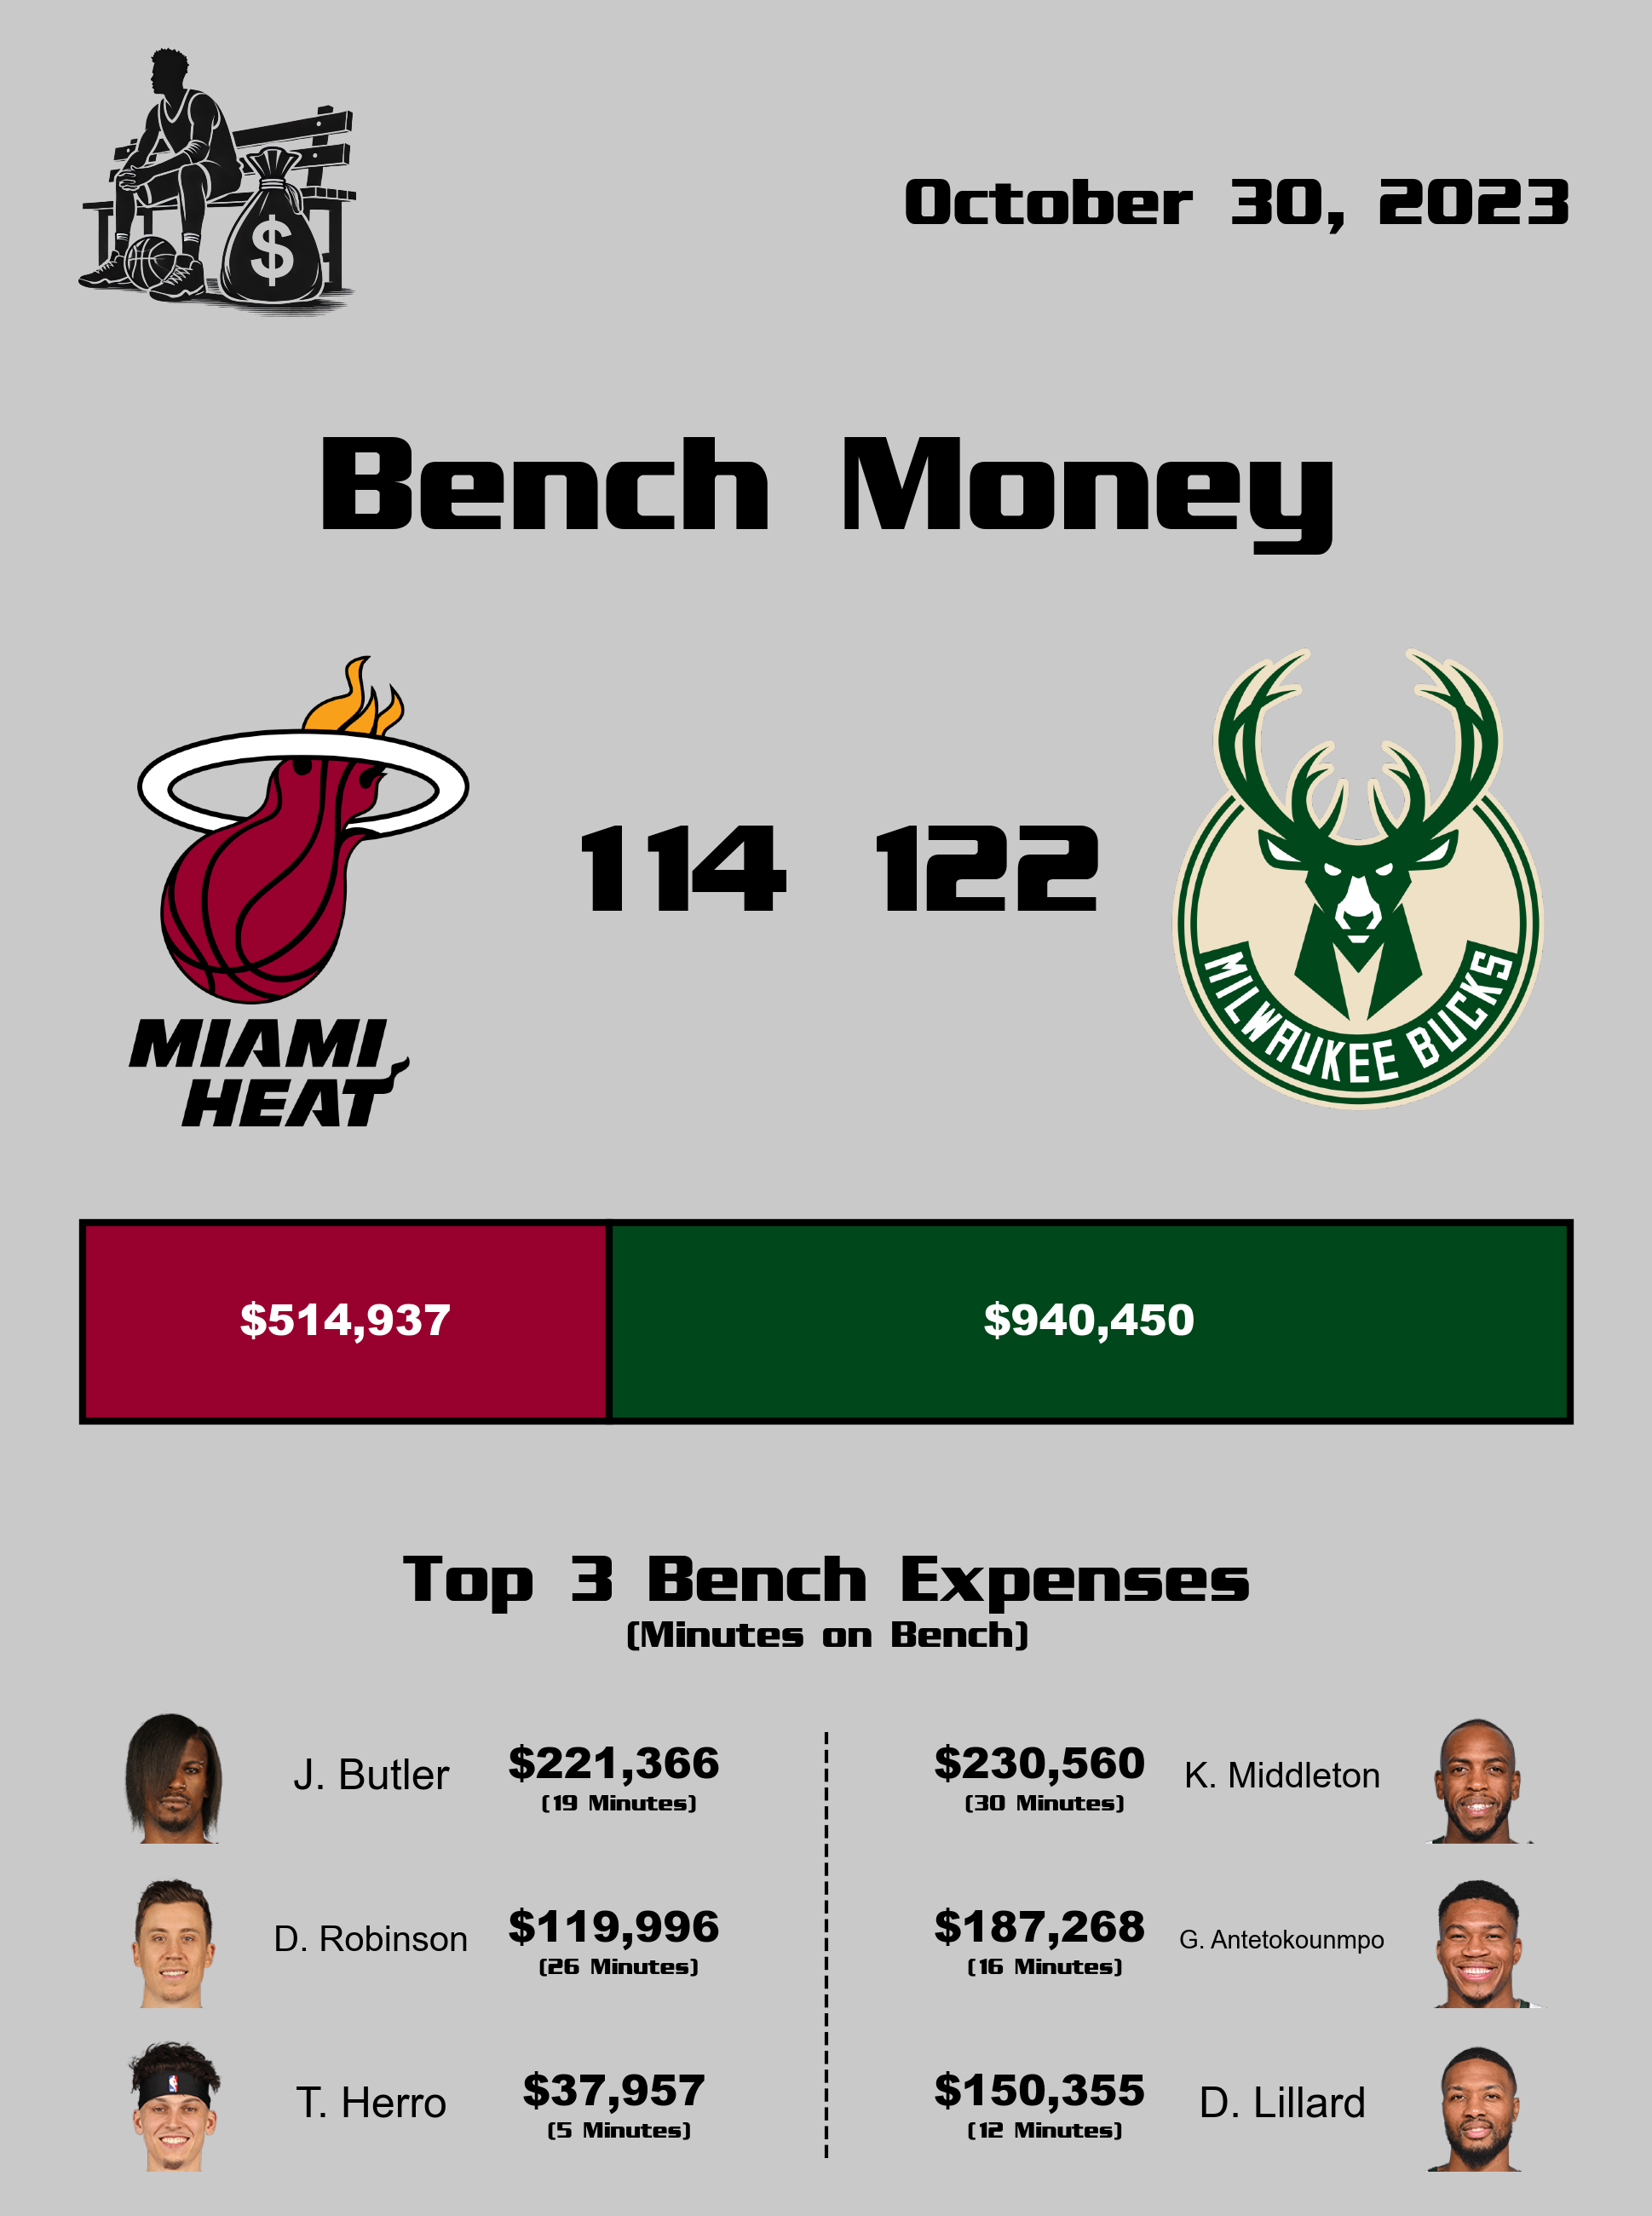 $
October 30, 2023
Bench Money
MIAMI
HEAT
114 122
MILWAUKEE BUCKS
$514,937 $940,450
Top 3 Bench Expenses
(Minutes on Bench)
J. Butler $221,366
(19 Minutes)
$230,560 K. Middleton
(30 Minutes)
D. Robinson $119,996
(26 Minutes)
$187,268 G. Antetokounmpo
(16 Minutes)
T. Herro $37,957
(5 Minutes)
$150,355 D. Lillard
(12 Minutes)